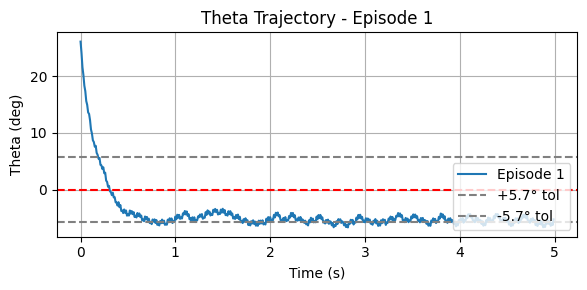 Theta Trajectory - Episode 1
Theta (deg)
20
10
0
Episode 1
+5.7° tol
-5.7° tol
0
1
2
3
4
5
Time (s)